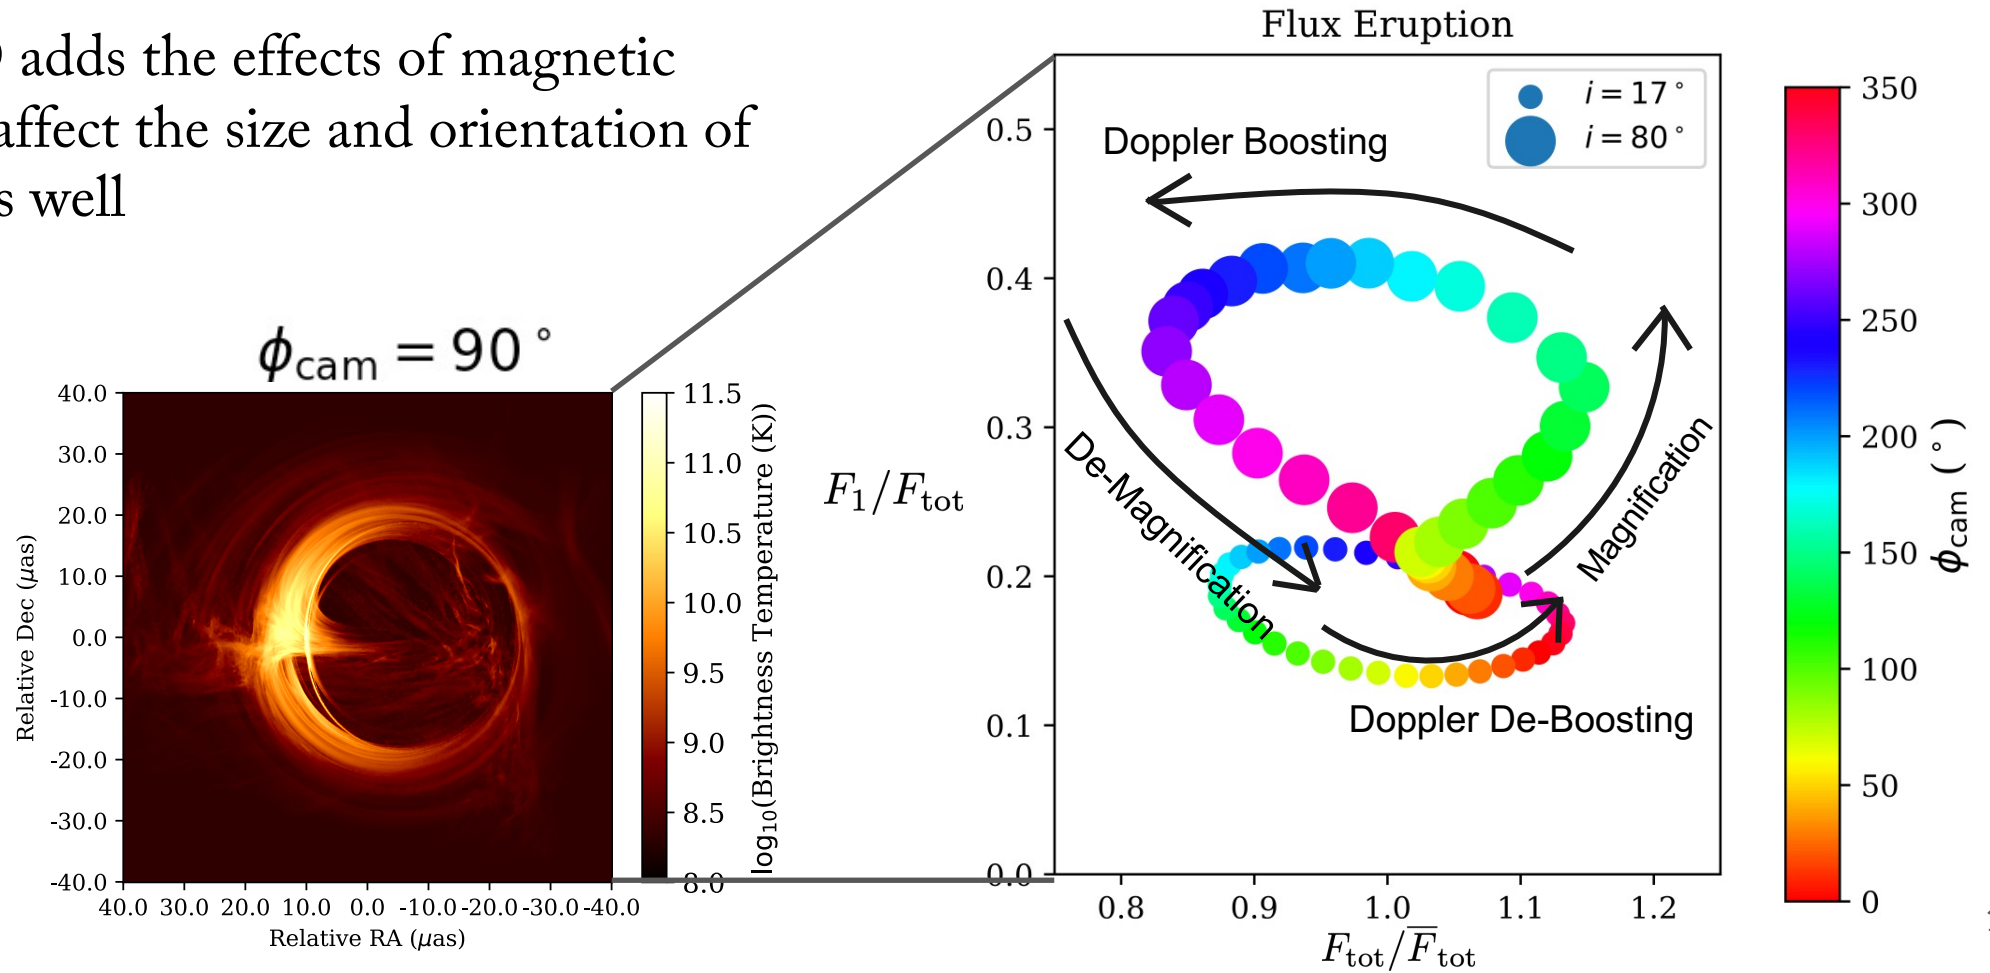 adds the effects of magnetic
affect the size and orientation of
s well
ϕcam = 90°
40.0
30.0
20.0
10.0
0.0
-10.0
-20.0
-30.0
-40.0
Relative Dec (μas)
40.0 30.0 20.0 10.0 0.0 -10.0 -20.0 -30.0 -40.0
Relative RA (μas)
11.5
11.0
10.5
10.0
9.5
9.0
8.5
8.0
log10(Brightness Temperature (K))
Flux Eruption
i = 17°
i = 80°
Doppler Boosting
De-Magnification
Magnification
Doppler De-Boosting
0.5
0.4
0.3
0.2
0.1
0.0
F1/Ftot
0.8 0.9 1.0 1.1 1.2
Ftot/F̅tot
350
300
250
200
150
100
50
0
ϕcam (°)